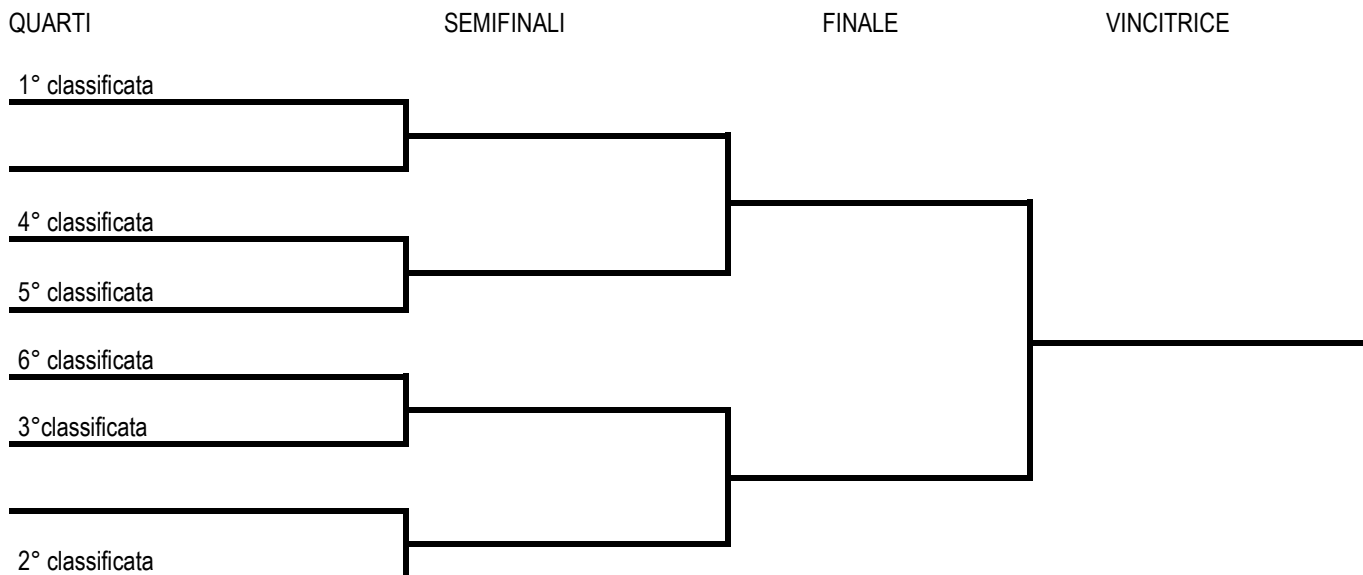 QUARTI SEMIFINALI FINALE VINCITRICE
1° classificata
4° classificata
5° classificata
6° classificata
3°classificata
2° classificata